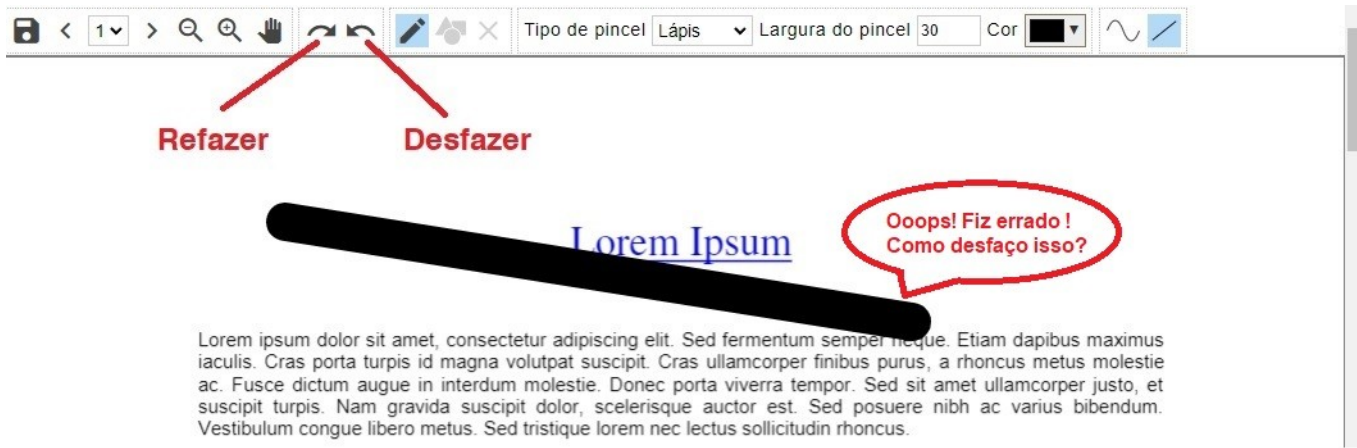 1 Tipo de pincel Lápis Largura do pincel 30 Cor
Refazer Desfazer
Ooops! Fiz errado !
Como desfaço isso?
Lorem Ipsum
Lorem ipsum dolor sit amet, consectetur adipiscing elit. Sed fermentum semper neque. Etiam dapibus maximus
iaculis. Cras porta turpis id magna volutpat suscipit. Cras ullamcorper finibus purus, a rhoncus metus molestie
ac. Fusce dictum augue in interdum molestie. Donec porta viverra tempor. Sed sit amet ullamcorper justo, et
suscipit turpis. Nam gravida suscipit dolor, scelerisque auctor est. Sed posuere nibh ac varius bibendum.
Vestibulum congue libero metus. Sed tristique lorem nec lectus sollicitudin rhoncus.